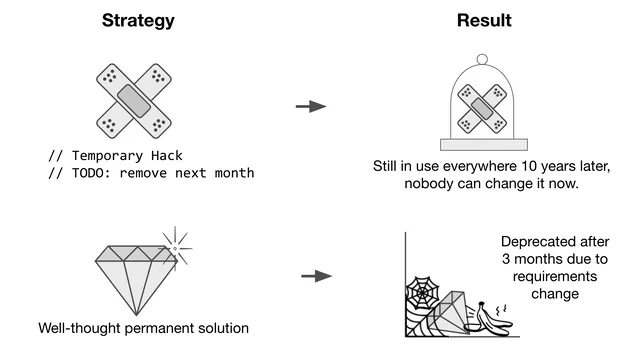 Strategy
Result
// Temporary Hack
// TODO: remove next month
Still in use everywhere 10 years later,
nobody can change it now.
Well-thought permanent solution
Deprecated after
3 months due to
requirements
change